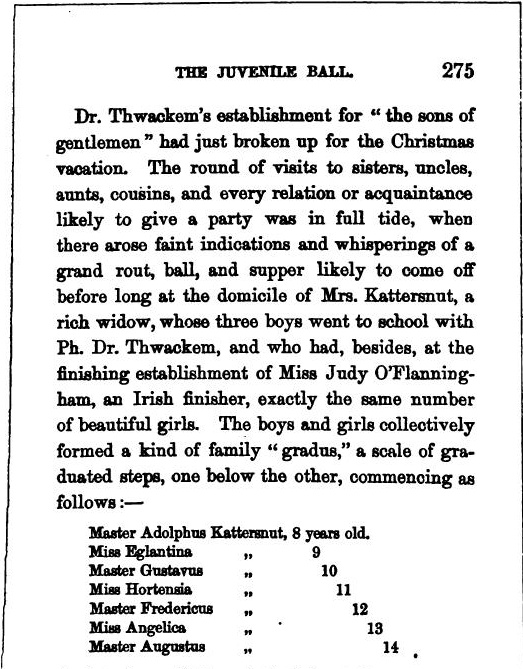 THE JUVENILE BALL. 275
Dr. Thwackem's establishment for “ the sons of
gentlemen ” had just broken up for the Christmas
vacation. The round of visits to sisters, uncles,
aunts, cousins, and every relation or acquaintance
likely to give a party was in full tide, when
there arose faint indications and whisperings of a
grand rout, ball, and supper likely to come off
before long at the domicile of Mrs. Kattersnut, a
rich widow, whose three boys went to school with
Ph. Dr. Thwackem, and who had, besides, at the
finishing establishment of Miss Judy O'Flanning-
ham, an Irish finisher, exactly the same number
of beautiful girls. The boys and girls collectively
formed a kind of family “ gradus,” a scale of gra-
duated steps, one below the other, commencing as
follows :—
Master Adolphus Kattersnut, 8 years old.
Miss Eglantina „ 9
Master Gustavus „ 10
Miss Hortensia „ 11
Master Fredericus „ 12
Miss Angelica „ 13
Master Augustus „ 14